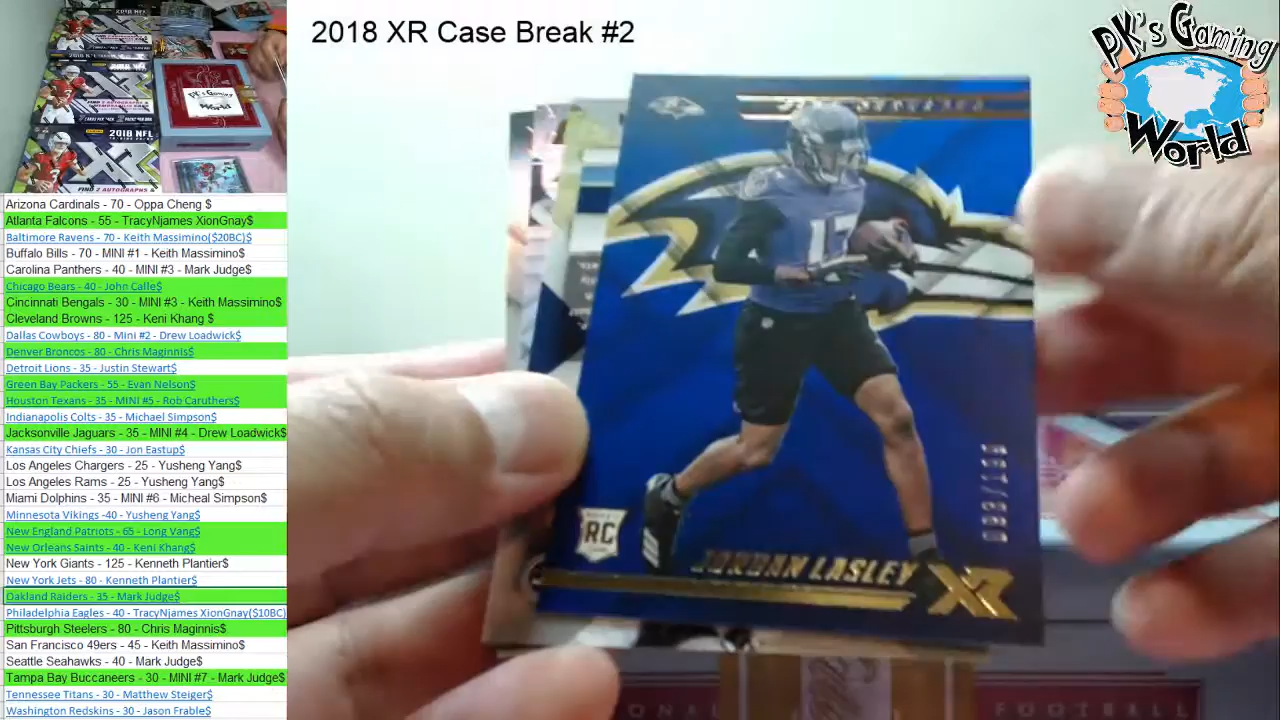 2018 XR Case Break #2
PK's Gaming
World
2018 NFL
XR
FIND 2 AUTOGRAPHS &
PK's Gaming
World
Arizona Cardinals - 70 - Oppa Cheng $
Atlanta Falcons - 55 - TracyNjames XionGnay$
Baltimore Ravens - 70 - Keith Massimino($20BC)$
Buffalo Bills - 70 - MINI #1 - Keith Massimino$
Carolina Panthers - 40 - MINI #3 - Mark Judge$
Chicago Bears - 40 - John Calle$
Cincinnati Bengals - 30 - MINI #3 - Keith Massimino$
Cleveland Browns - 125 - Keni Khang $
Dallas Cowboys - 80 - Mini #2 - Drew Loadwick$
Denver Broncos - 80 - Chris Maginnis$
Detroit Lions - 35 - Justin Stewart$
Green Bay Packers - 55 - Evan Nelson$
Houston Texans - 35 - MINI #5 - Rob Caruthers$
Indianapolis Colts - 35 - Michael Simpson$
Jacksonville Jaguars - 35 - MINI #4 - Drew Loadwick$
Kansas City Chiefs - 30 - Jon Eastup$
Los Angeles Chargers - 25 - Yusheng Yang$
Los Angeles Rams - 25 - Yusheng Yang$
Miami Dolphins - 35 - MINI #6 - Micheal Simpson$
Minnesota Vikings -40 - Yusheng Yang$
New England Patriots - 65 - Long Vang$
New Orleans Saints - 40 - Keni Khang$
New York Giants - 125 - Kenneth Plantier$
New York Jets - 80 - Kenneth Plantier$
Oakland Raiders - 35 - Mark Judge$
Philadelphia Eagles - 40 - TracyNjames XionGnay($10BC)
Pittsburgh Steelers - 80 - Chris Maginnis$
San Francisco 49ers - 45 - Keith Massimino$
Seattle Seahawks - 40 - Mark Judge$
Tampa Bay Buccaneers - 30 - MINI #7 - Mark Judge$
Tennessee Titans - 30 - Matthew Steiger$
Washington Redskins - 30 - Jason Frable$
RC
JORDAN LASLEY
XR
FOOTBALL